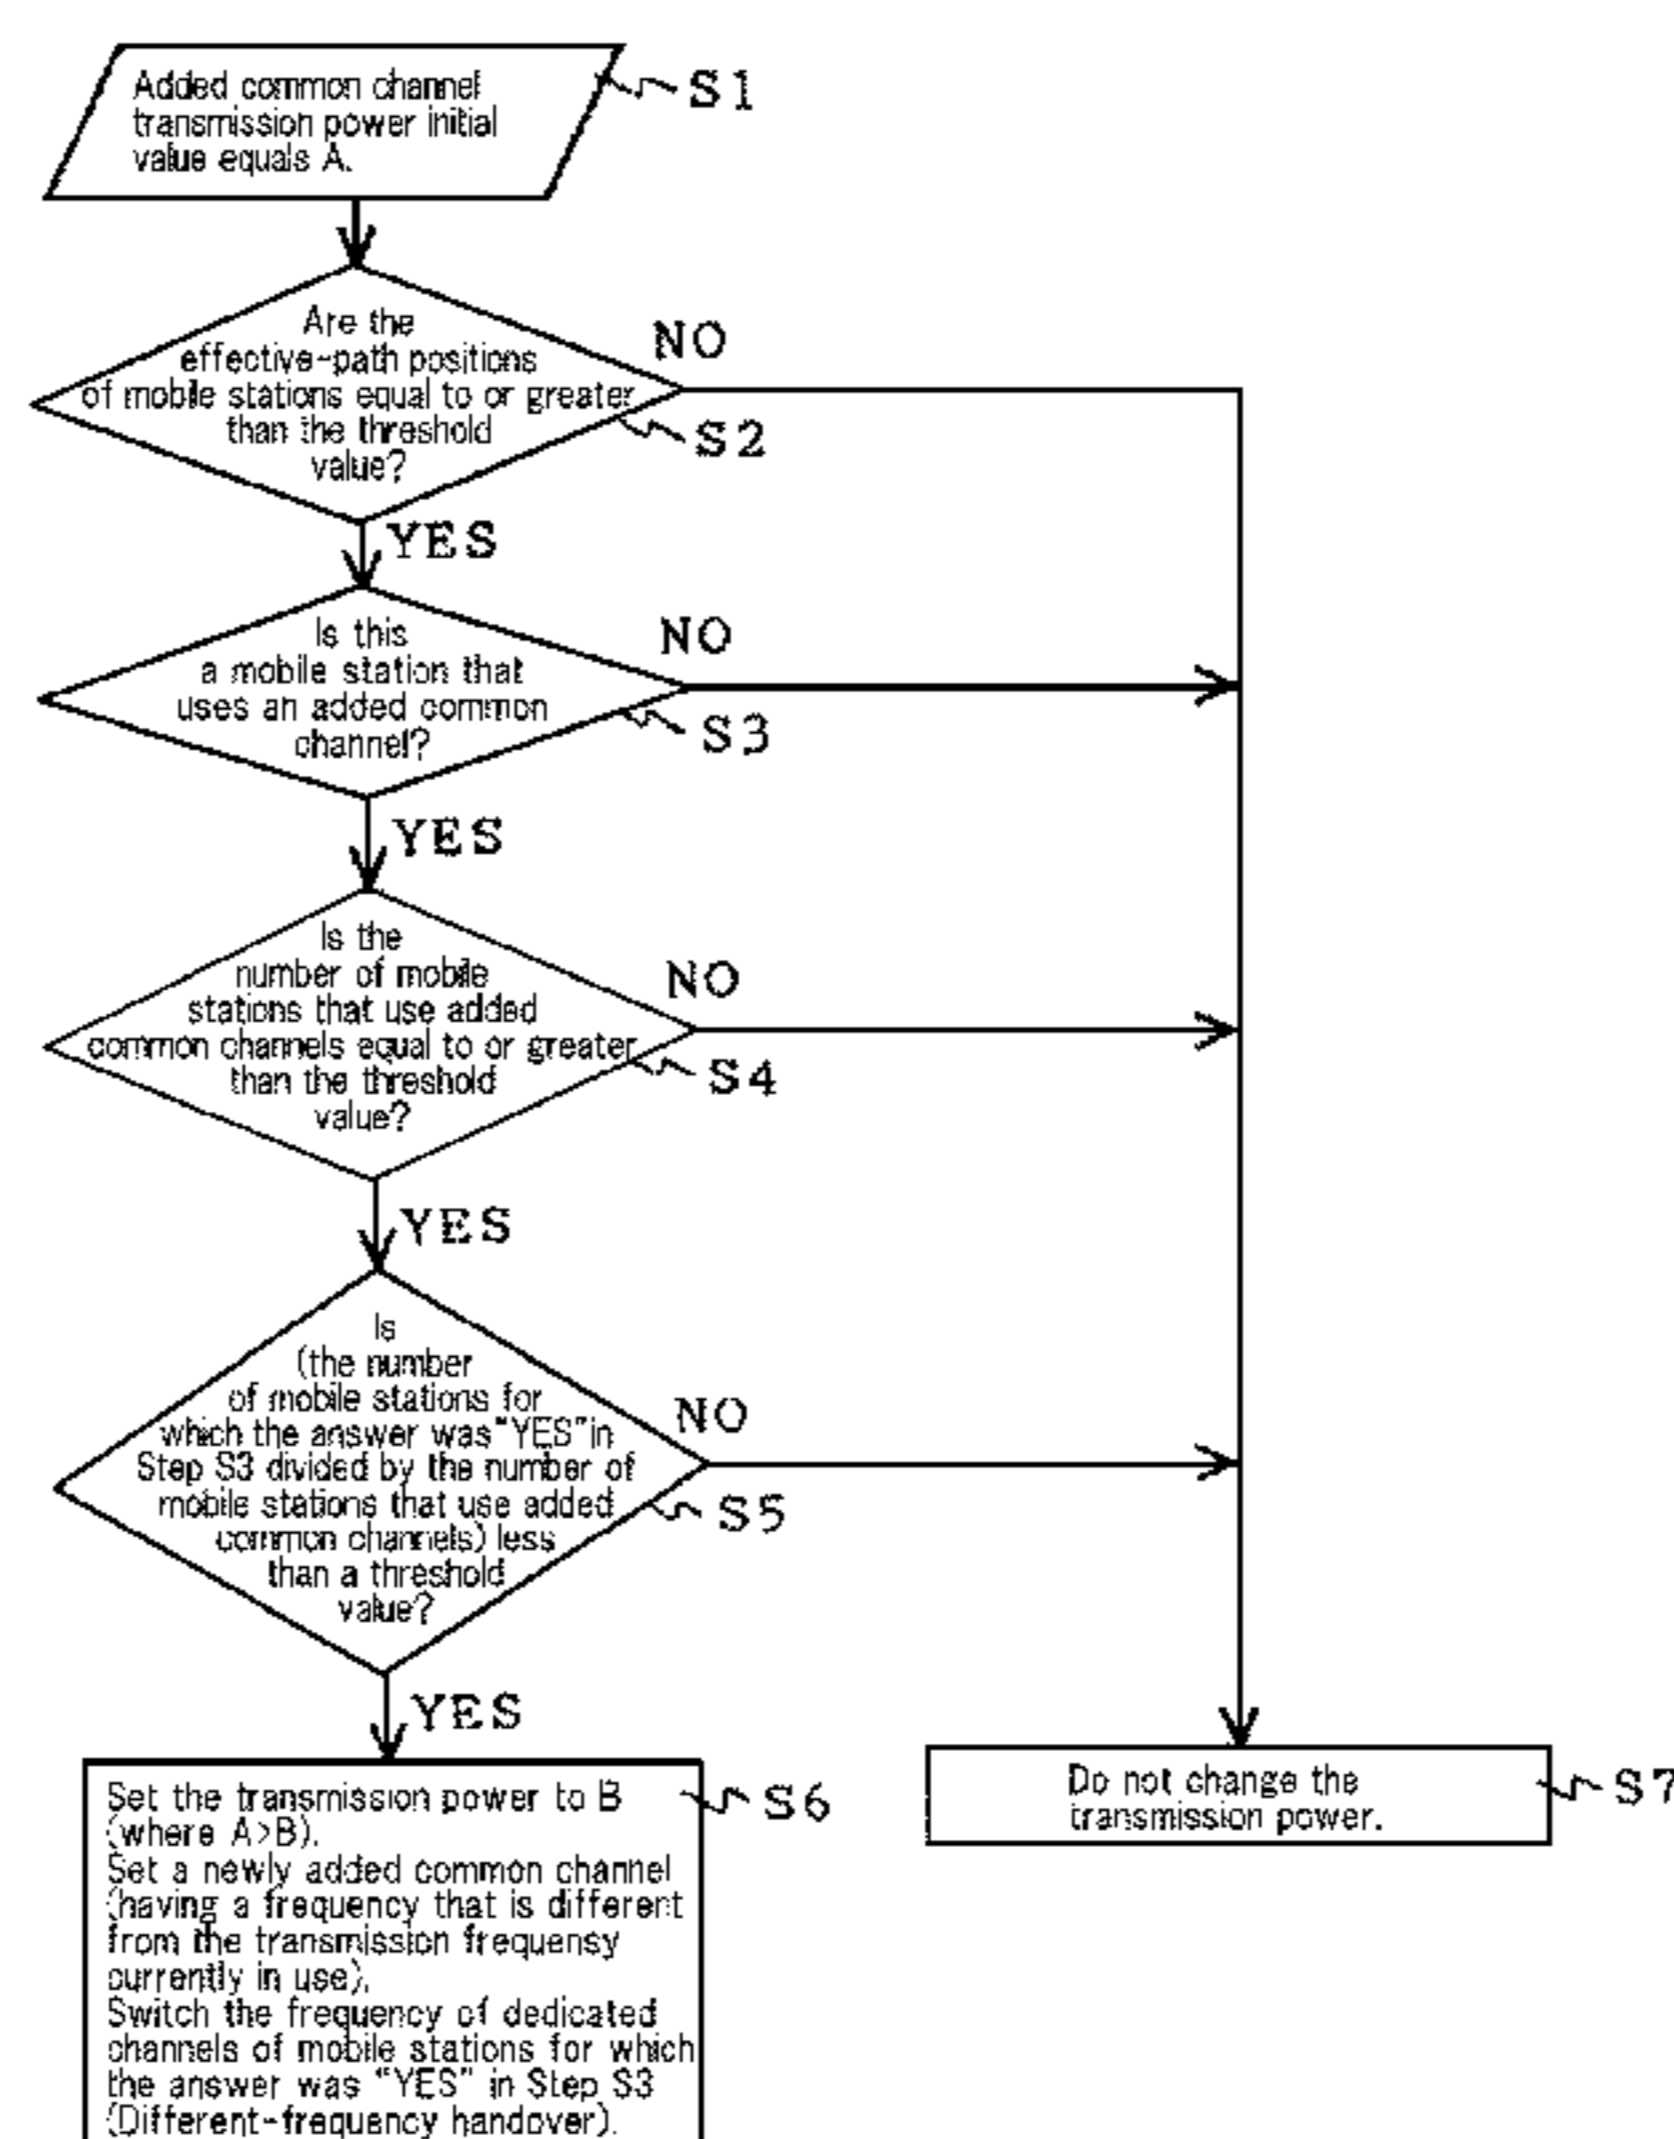 Added common channel
transmission power initial
value equals A.
S1
Are the
effective-path positions
of mobile stations equal to or greater
than the threshold
value?
NO
S2
YES
Is this
a mobile station that
uses an added common
channel?
NO
S3
YES
Is the
number of mobile
stations that use added
common channels equal to or greater
than the threshold
value?
NO
S4
YES
Is
(the number
of mobile stations for
which the answer was "YES" in
Step S3 divided by the number of
mobile stations that use added
common channels) less
than a threshold
value?
NO
S5
YES
Set the transmission power to B
(where A>B).
Set a newly added common channel
(having a frequency that is different
from the transmission frequensy
currently in use),
Switch the frequency of dedicated
channels of mobile stations for which
the answer was "YES" in Step S3
(Different-frequency handover).
S6
Do not change the
transmission power.
S7